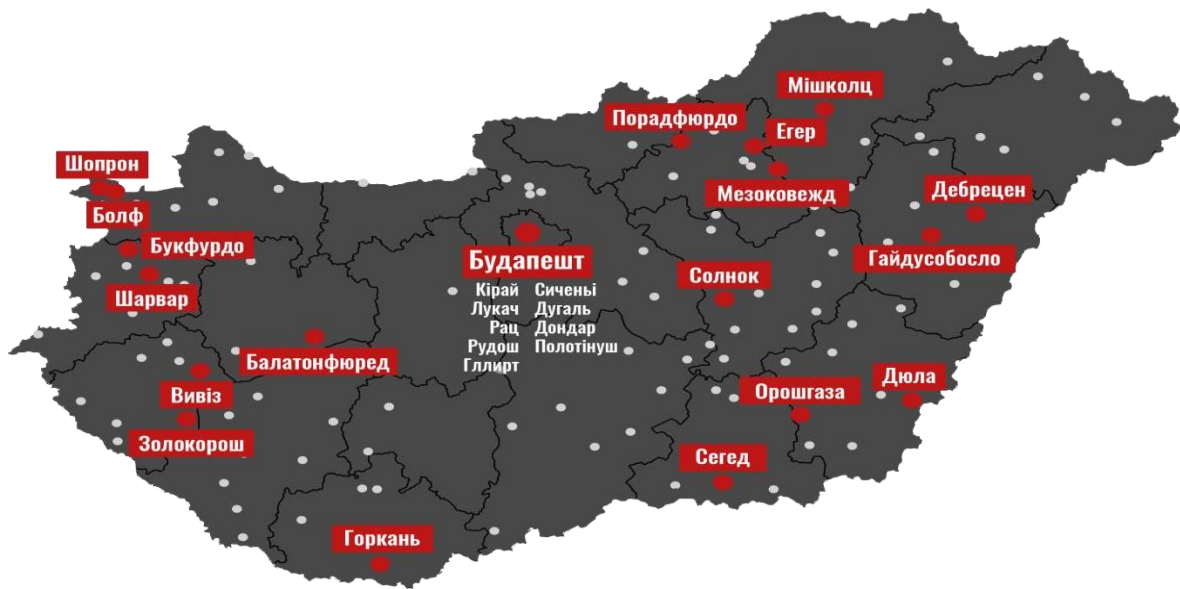 Мішколц
Порадфюрдо
Егер
Шопрон
Мезоковежд
Дебрецен
Болф
Букфурдо
Будапешт
Гайдусобосло
Солнок
Шарвар
Кірай Сиченьі
Лукач Дугаль
Рац Дондар
Рудош Полотінуш
Гллирт
Балатонфюред
Дюла
Вивіз
Орошгаза
Золокорош
Сегед
Горкань